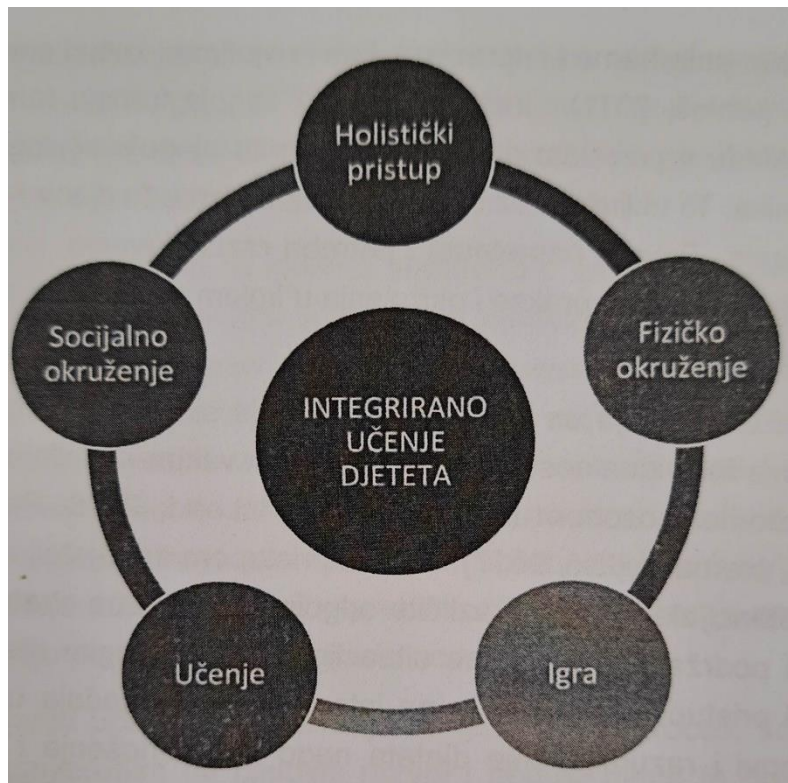 Holistički
pristup
Socijalno
okruženje
Fizičko
okruženje
INTEGRIRANO
UČENJE
DJETETA
Učenje
Igra